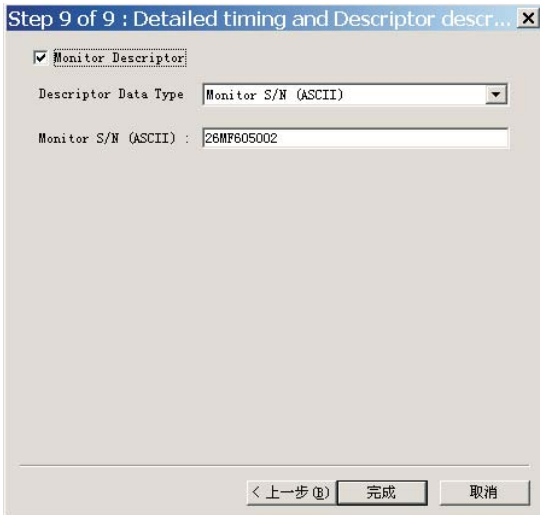 Step 9 of 9 : Detailed timing and Descriptor descr...
Monitor Descriptor
Descriptor Data Type Monitor S/N (ASCII)
Monitor S/N (ASCII) : 26MF605002
< 上一步(B) 完成 取消